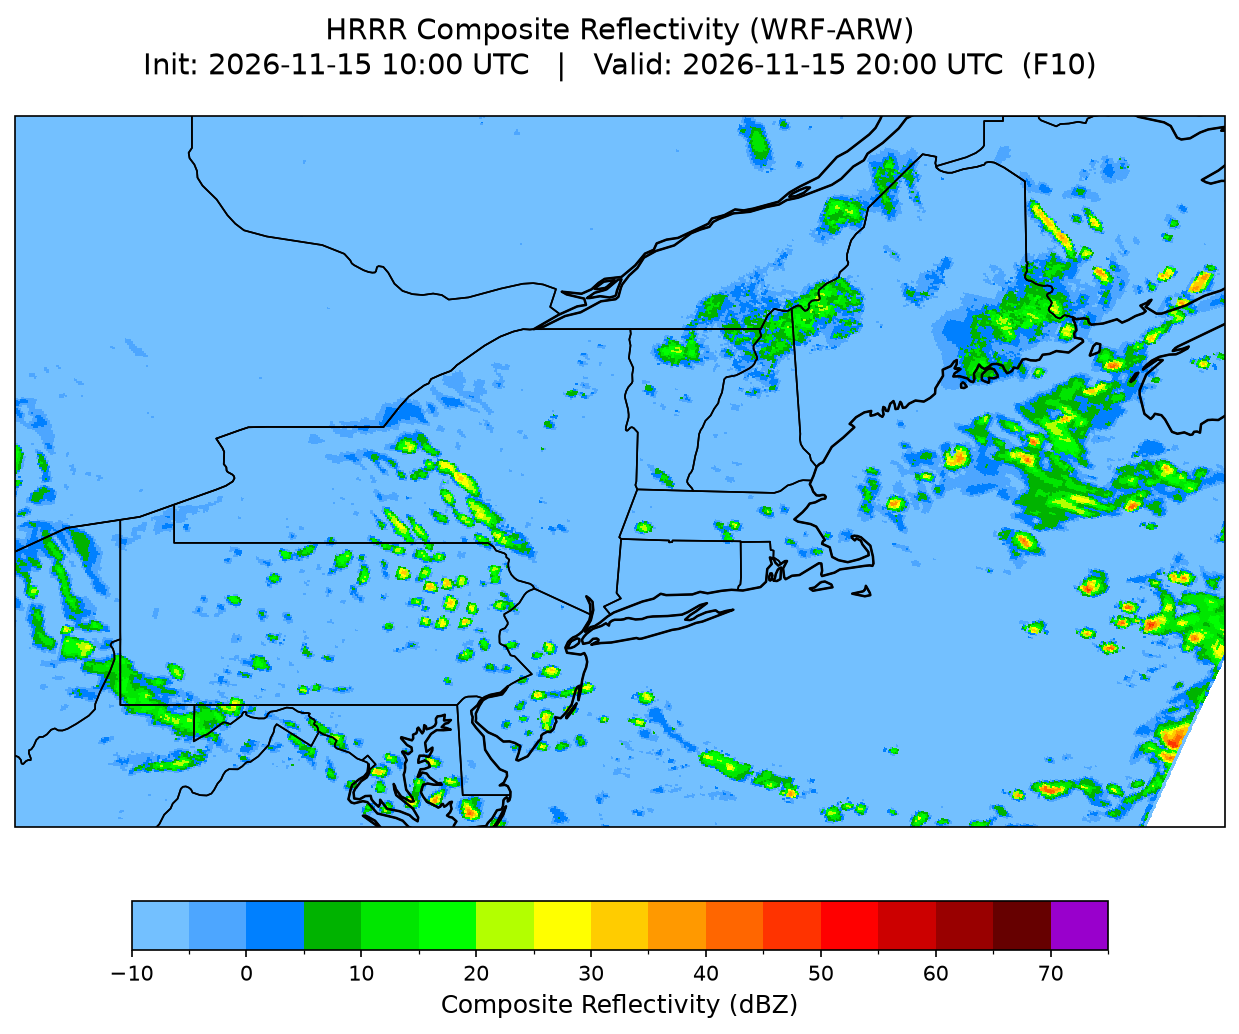 HRRR Composite Reflectivity (WRF-ARW)
Init: 2026-11-15 10:00 UTC   |   Valid: 2026-11-15 20:00 UTC  (F10)
−10 0 10 20 30 40 50 60 70
Composite Reflectivity (dBZ)